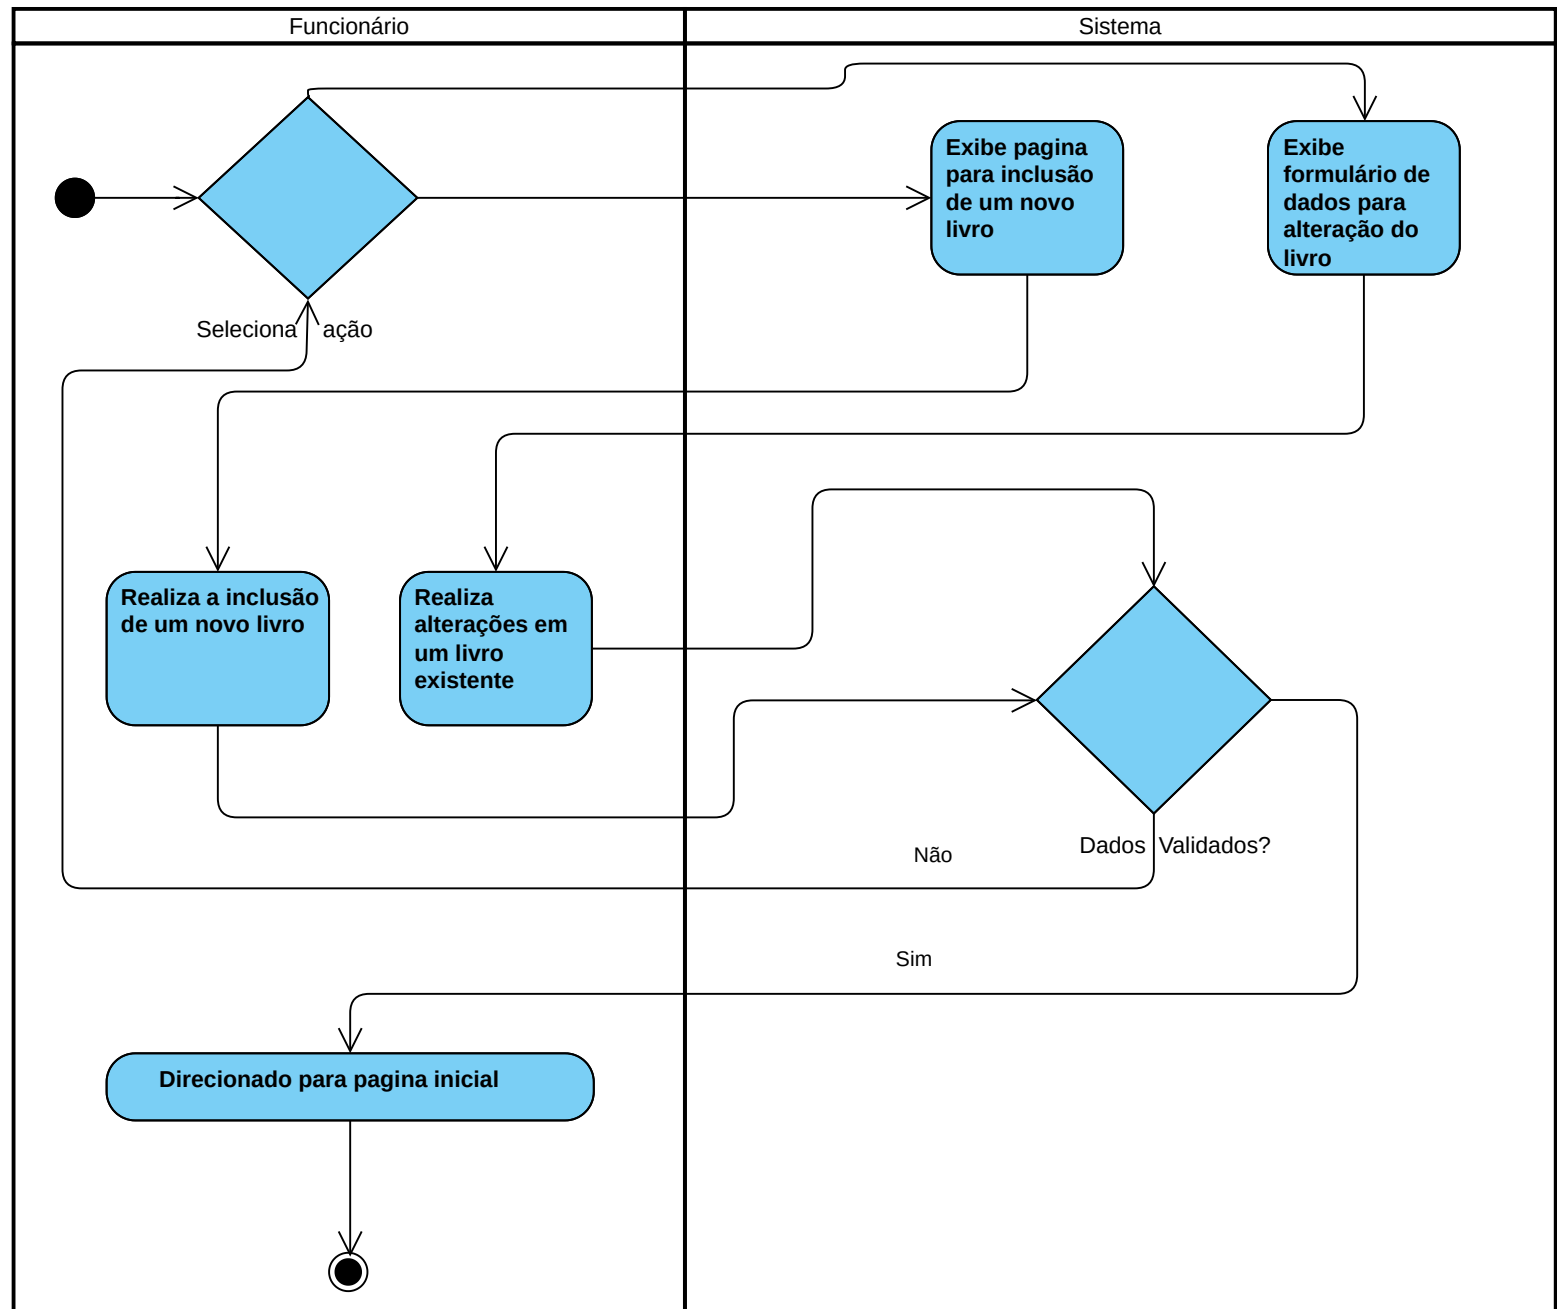 Funcionário
Sistema
Exibe pagina
para inclusão
de um novo
livro
Exibe
formulário de
dados para
alteração do
livro
Seleciona ação
Realiza a inclusão
de um novo livro
Realiza
alterações em
um livro
existente
Dados Validados?
Não
Sim
Direcionado para pagina inicial